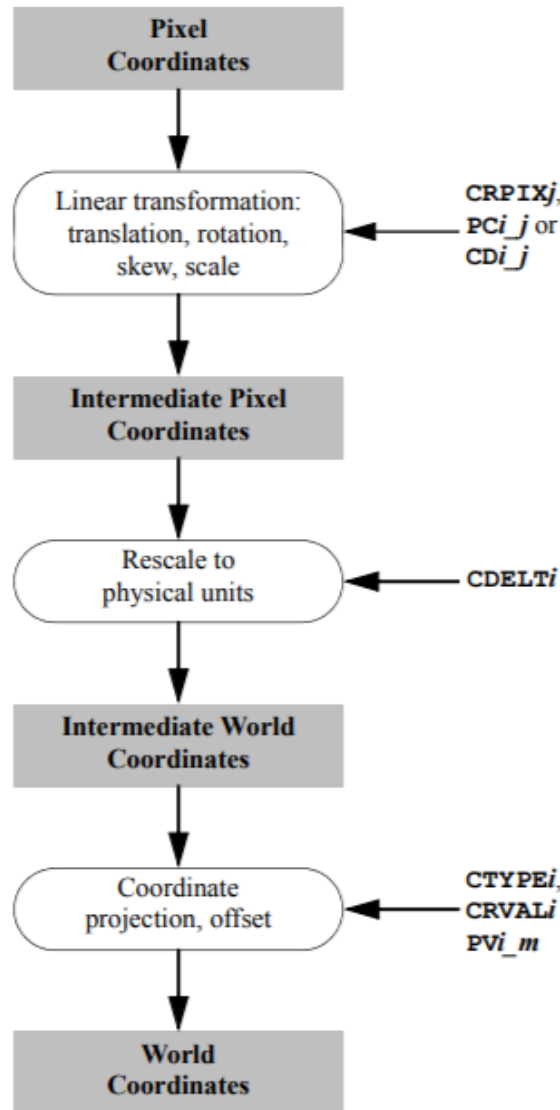 Pixel
Coordinates
Linear transformation:
translation, rotation,
skew, scale
CRPIXj,
PCi_j or
CDi_j
Intermediate Pixel
Coordinates
Rescale to
physical units
CDELTi
Intermediate World
Coordinates
Coordinate
projection, offset
CTYPEi,
CRVALi
PVi_m
World
Coordinates